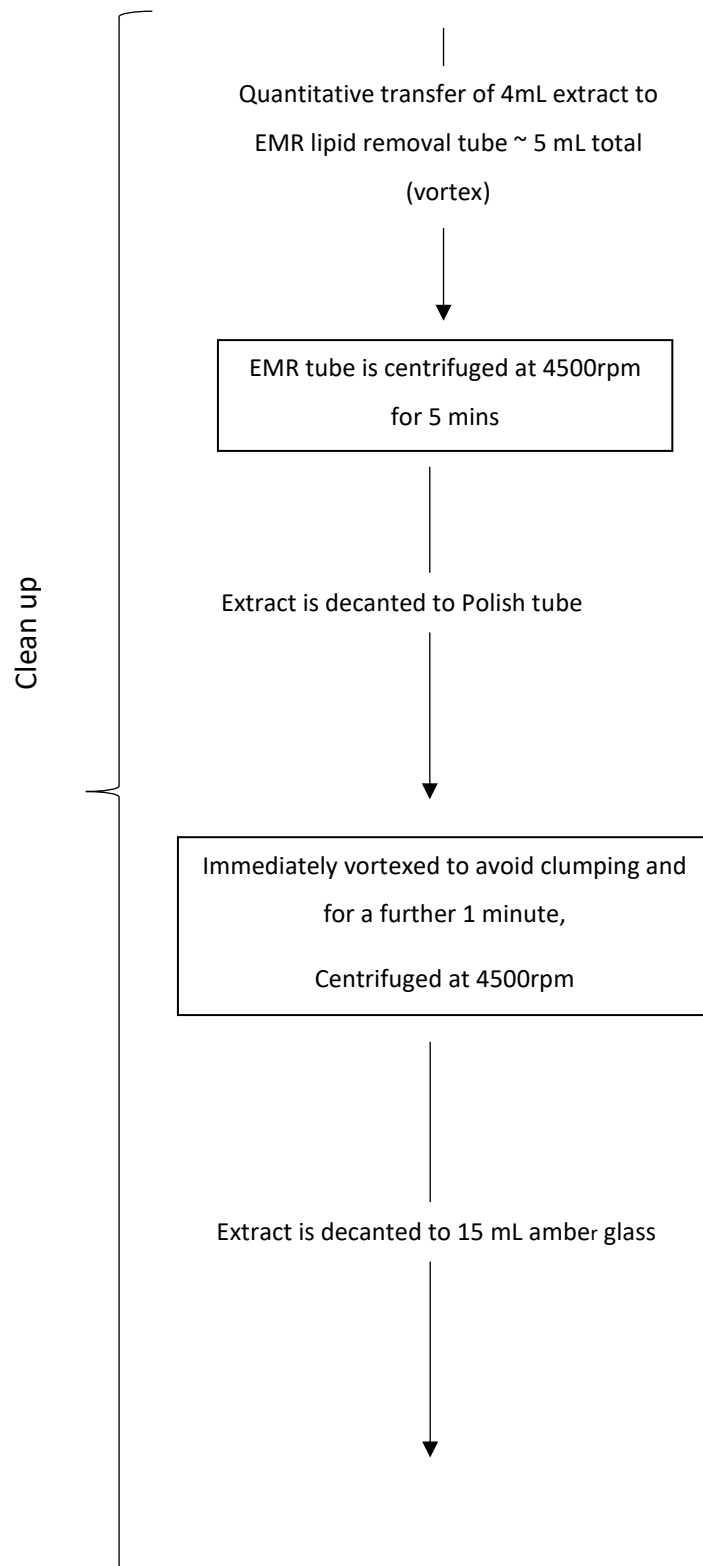 Quantitative transfer of 4mL extract to
EMR lipid removal tube ~ 5 mL total
(vortex)
EMR tube is centrifuged at 4500rpm
for 5 mins
Extract is decanted to Polish tube
Clean up
Immediately vortexed to avoid clumping and
for a further 1 minute,
Centrifuged at 4500rpm
Extract is decanted to 15 mL amber glass